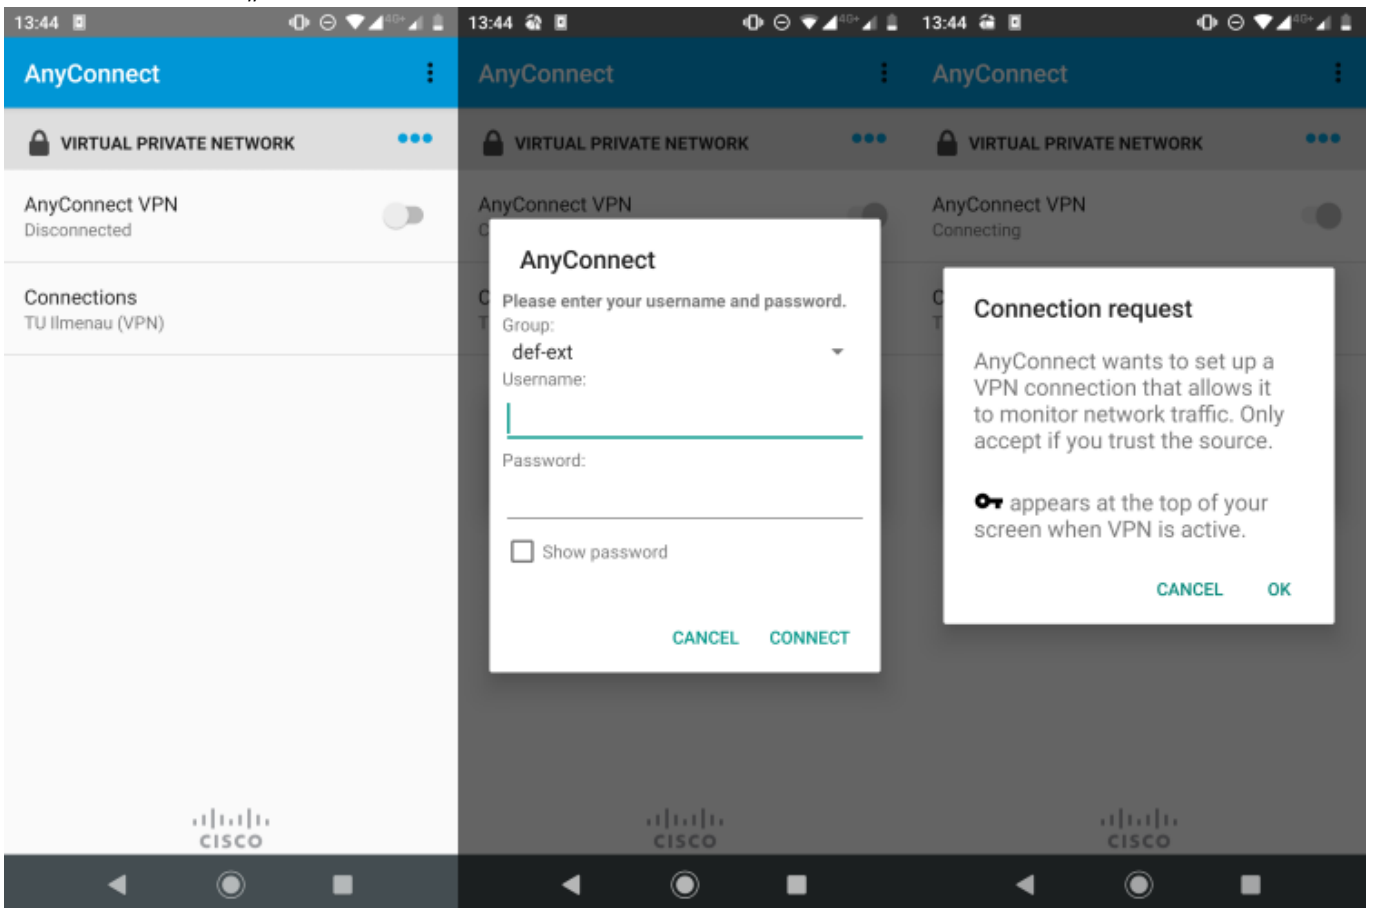 13:44
4G+
AnyConnect
VIRTUAL PRIVATE NETWORK
AnyConnect VPN
Disconnected
Connections
TU Ilmenau (VPN)
CISCO
13:44
4G+
AnyConnect
VIRTUAL PRIVATE NETWORK
AnyConnect VPN
C
AnyConnect
Please enter your username and password.
Group:
def-ext
Username:
Password:
Show password
CANCEL CONNECT
C
T
CISCO
13:44
4G+
AnyConnect
VIRTUAL PRIVATE NETWORK
AnyConnect VPN
Connecting
C
T
Connection request
AnyConnect wants to set up a
VPN connection that allows it
to monitor network traffic. Only
accept if you trust the source.
appears at the top of your
screen when VPN is active.
CANCEL OK
CISCO